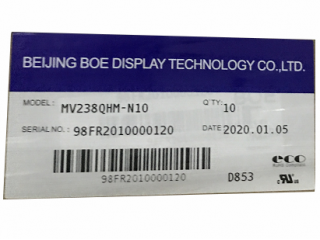 BEIJING BOE DISPLAY TECHNOLOGY CO.,LTD.
MODEL: MV238QHM-N10 Q'TY: 10
SERIAL NO.: 98FR2010000120 DATE 2020.01.05
98FR2010000120 D853
eco